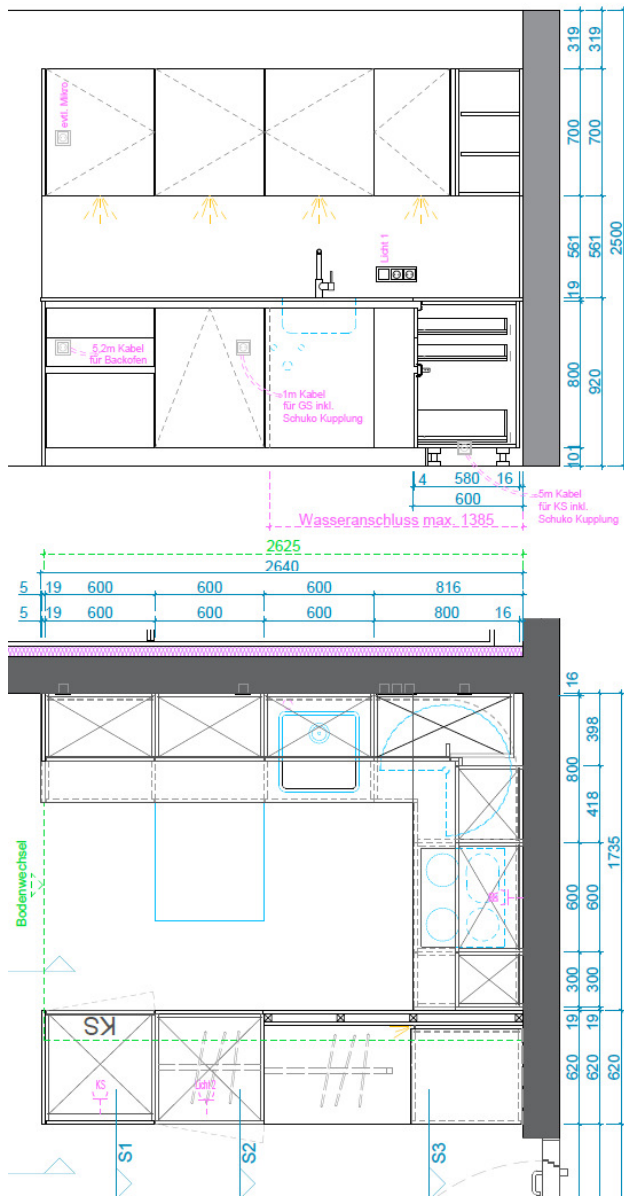 319 319
evtl. Mikro
700 700
2500
Licht 1
561 561
19
5,2m Kabel
für Backofen
1m Kabel
für GS inkl.
Schuko Kupplung
800 920
101
4 580 16
600
5m Kabel
für KS inkl.
Schuko Kupplung
Wasseranschluss max. 1385
2625
2640
5 19 600 600 600 816
5 19 600 600 600 800 16
16
398
800
418
1735
Bodenwechsel
600 600
300 300
19 19
KS
620 620 620
KS
Licht 2
S1
S2
S3